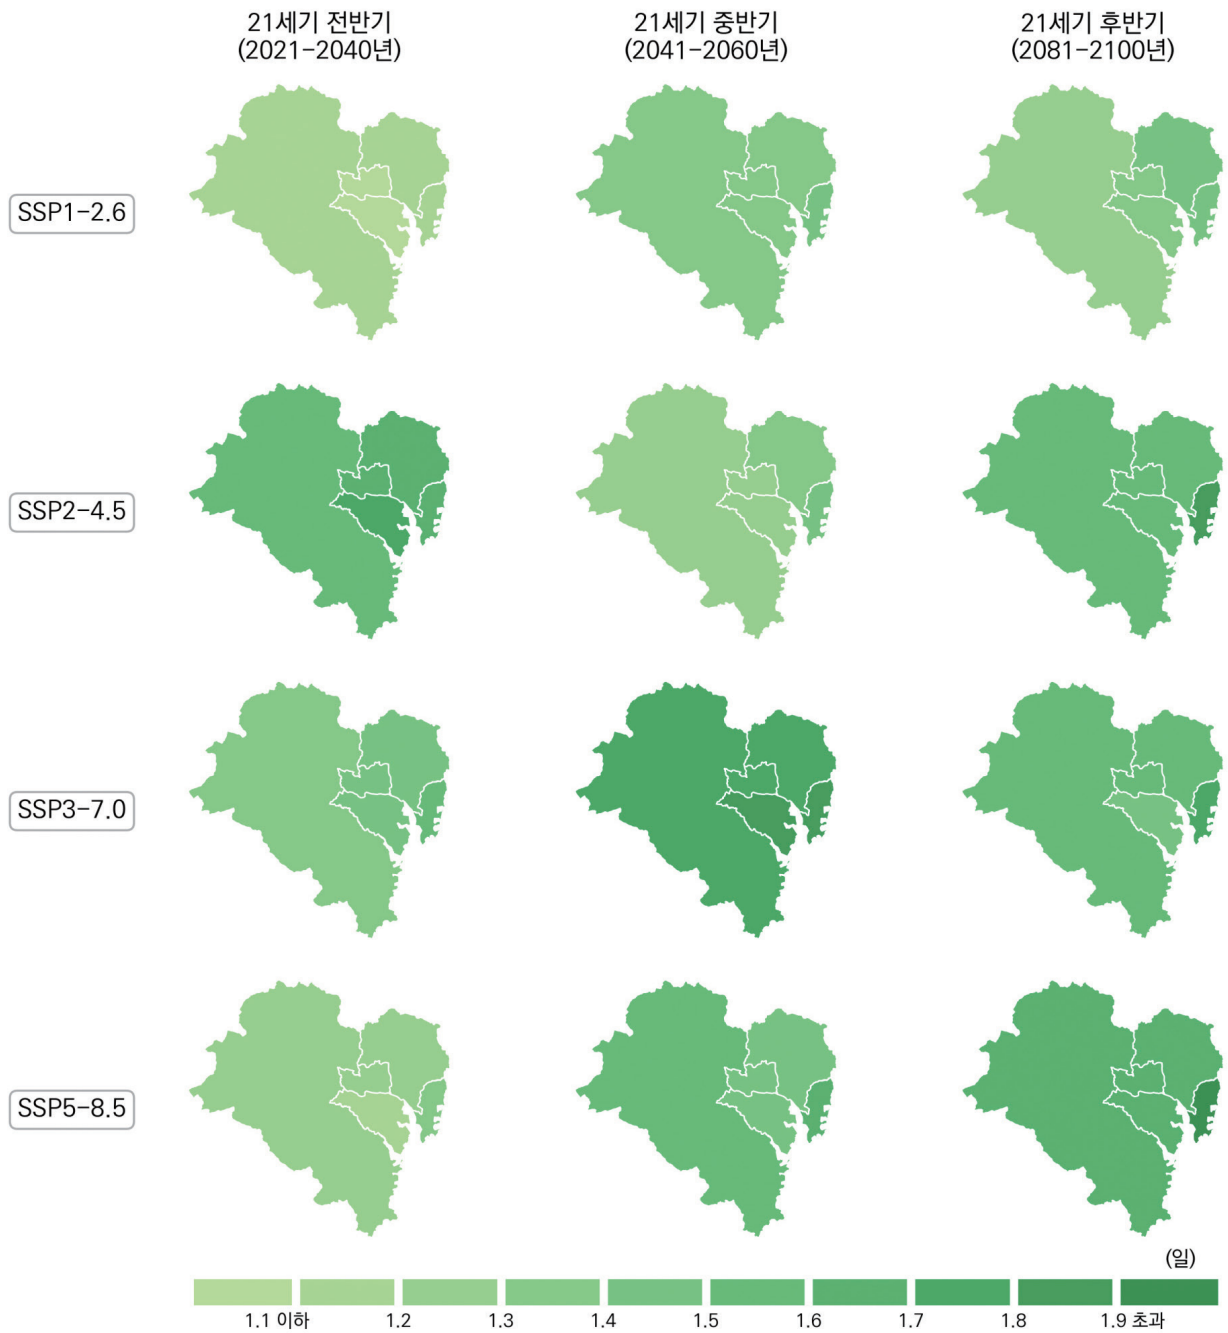 21세기 전반기
(2021-2040년)
21세기 중반기
(2041-2060년)
21세기 후반기
(2081-2100년)
SSP1-2.6
SSP2-4.5
SSP3-7.0
SSP5-8.5
(일)
1.1 이하 1.2 1.3 1.4 1.5 1.6 1.7 1.8 1.9 초과